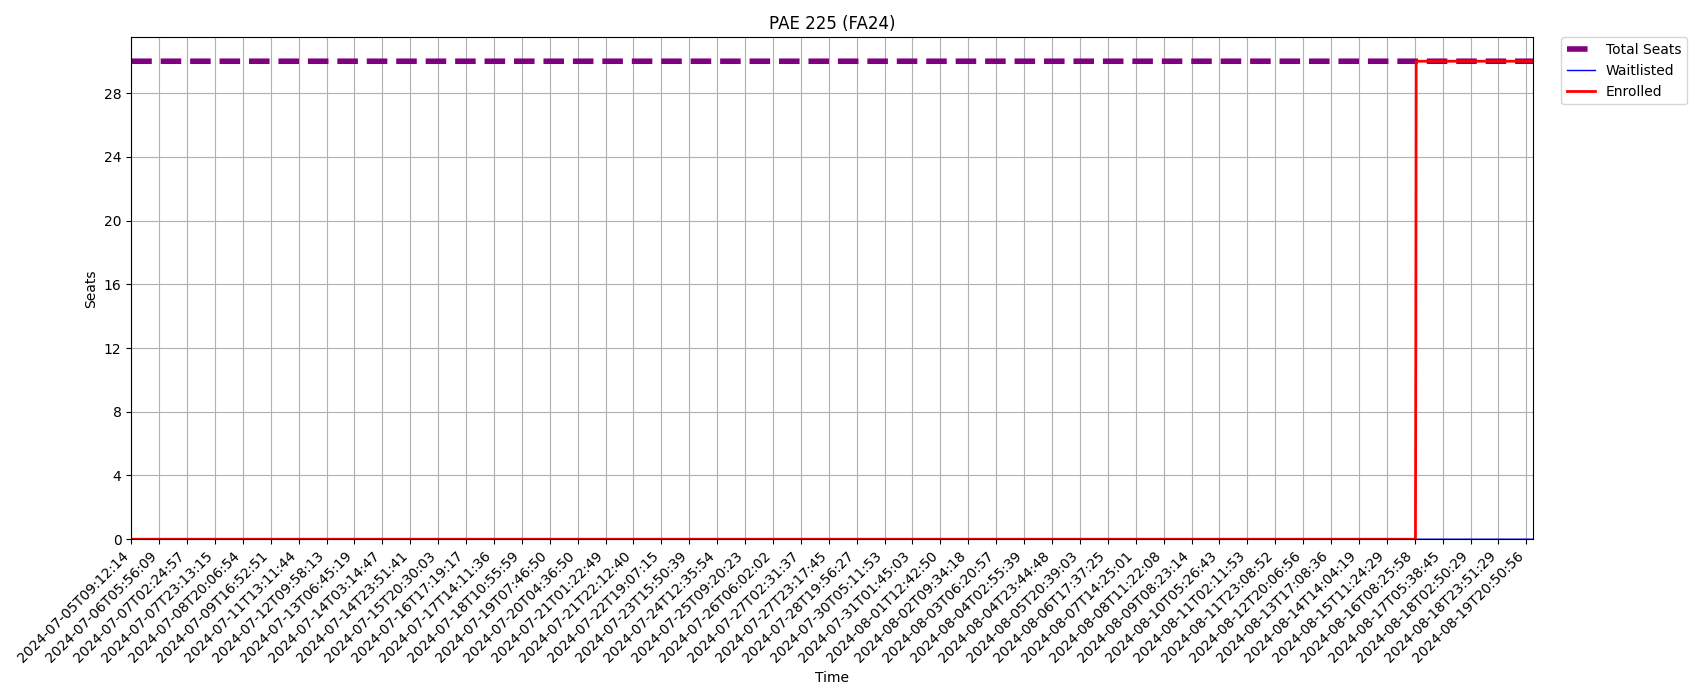 PAE 225 (FA24)
Total Seats
Waitlisted
Enrolled
Seats
28
24
20
16
12
8
4
0
2024-07-05T09:12:14
2024-07-06T05:56:09
2024-07-07T02:24:57
2024-07-07T23:13:15
2024-07-08T20:06:54
2024-07-09T16:52:51
2024-07-11T13:11:44
2024-07-12T09:58:13
2024-07-13T06:45:19
2024-07-14T03:14:47
2024-07-14T23:51:41
2024-07-15T20:30:03
2024-07-16T17:19:17
2024-07-17T14:11:36
2024-07-18T10:55:59
2024-07-19T07:46:50
2024-07-20T04:36:50
2024-07-21T01:22:49
2024-07-21T22:12:40
2024-07-22T19:07:15
2024-07-23T15:50:39
2024-07-24T12:35:54
2024-07-25T09:20:23
2024-07-26T06:02:02
2024-07-27T02:31:37
2024-07-27T23:17:45
2024-07-28T19:56:27
2024-07-30T05:11:53
2024-07-31T01:45:03
2024-08-01T12:42:50
2024-08-02T09:34:18
2024-08-03T06:20:57
2024-08-04T02:55:39
2024-08-04T23:44:48
2024-08-05T20:39:03
2024-08-06T17:37:25
2024-08-07T14:25:01
2024-08-08T11:22:08
2024-08-09T08:23:14
2024-08-10T05:26:43
2024-08-11T02:11:53
2024-08-11T23:08:52
2024-08-12T20:06:56
2024-08-13T17:08:36
2024-08-14T14:04:19
2024-08-15T11:24:29
2024-08-16T08:25:58
2024-08-17T05:38:45
2024-08-18T02:50:29
2024-08-18T23:51:29
2024-08-19T20:50:56
Time